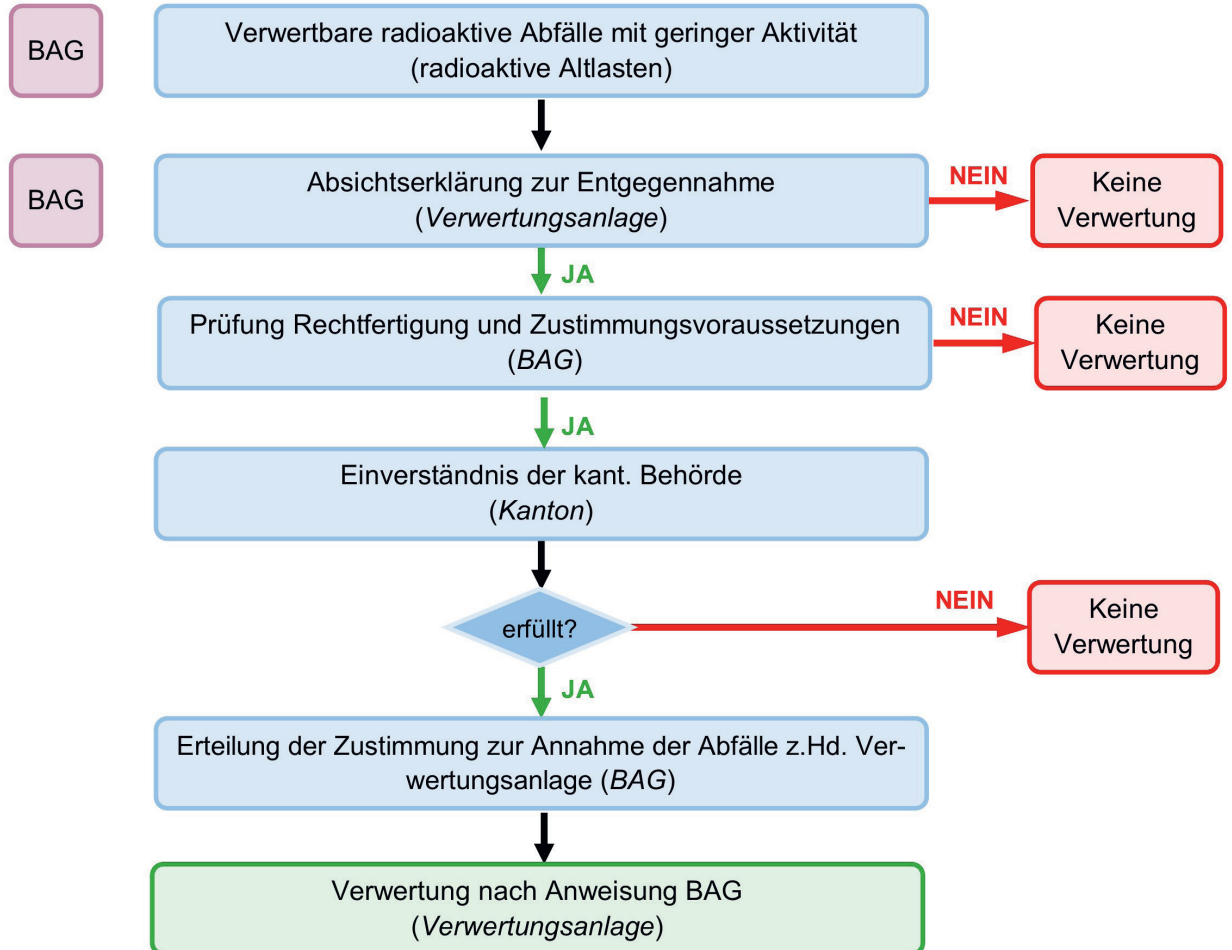 BAG
Verwertbare radioaktive Abfälle mit geringer Aktivität
(radioaktive Altlasten)
BAG
Absichtserklärung zur Entgegennahme
(Verwertungsanlage)
NEIN
Keine
Verwertung
JA
Prüfung Rechtfertigung und Zustimmungsvoraussetzungen
(BAG)
NEIN
Keine
Verwertung
JA
Einverständnis der kant. Behörde
(Kanton)
erfüllt?
NEIN
Keine
Verwertung
JA
Erteilung der Zustimmung zur Annahme der Abfälle z.Hd. Ver-
wertungsanlage (BAG)
Verwertung nach Anweisung BAG
(Verwertungsanlage)